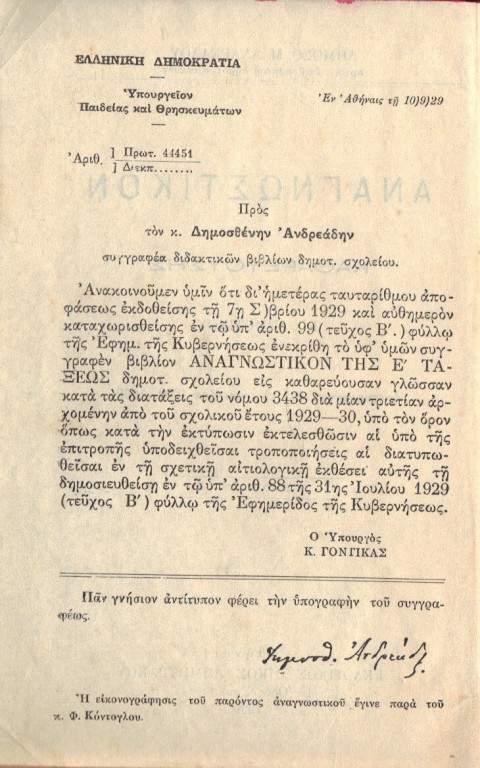 ΕΛΛΗΝΙΚΗ ΔΗΜΟΚΡΑΤΙΑ
Ὑπουργεῖον
Παιδείας καὶ Θρησκευμάτων
Ἐν Ἀθήναις τῇ 10)9)29
Ἀριθ. ] Πρωτ. 44451
] Διεκπ........
Πρὸς
τὸν κ. Δημοσθένην Ἀνδρεάδην
συγγραφέα διδακτικῶν βιβλίων δημοτ. σχολείου.
Ἀνακοινοῦμεν ὑμῖν ὅτι δι' ἡμετέρας ταυταρίθμου ἀπο-
φάσεως ἐκδοθείσης τῇ 7ῃ Σ)βρίου 1929 καὶ αὐθημερὸν
καταχωρισθείσης ἐν τῷ ὑπ' ἀριθ. 99 (τεῦχος Β'.) φύλλῳ
τῆς Ἐφημ. τῆς Κυβερνήσεως ἐνεκρίθη τὸ ὑφ' ὑμῶν συγ-
γραφὲν βιβλίον ΑΝΑΓΝΩΣΤΙΚΟΝ ΤΗΣ Ε' ΤΑ-
ΞΕΩΣ δημοτ. σχολείου εἰς καθαρεύουσαν γλῶσσαν
κατὰ τὰς διατάξεις τοῦ νόμου 3438 διὰ μίαν τριετίαν ἀρ-
χομένην ἀπὸ τοῦ σχολικοῦ ἔτους 1929—30, ὑπὸ τὸν ὅρον
ὅπως κατὰ τὴν ἐκτύπωσιν ἐκτελεσθῶσιν αἱ ὑπὸ τῆς
ἐπιτροπῆς ὑποδειχθεῖσαι τροποποιήσεις αἱ διατυπω-
θεῖσαι ἐν τῇ σχετικῇ αἰτιολογικῇ ἐκθέσει αὐτῆς τῇ
δημοσιευθείσῃ ἐν τῷ ὑπ' ἀριθ. 88 τῆς 31ης Ἰουλίου 1929
(τεῦχος Β') φύλλῳ τῆς Ἐφημερίδος τῆς Κυβερνήσεως.
Ο Ὑπουργὸς
Κ. ΓΟΝΤΙΚΑΣ
Πᾶν γνήσιον ἀντίτυπον φέρει τὴν ὑπογραφὴν τοῦ συγγρα-
φέως.
Δημοσθ. Ἀνδρεάδης
Ἡ εἰκονογράφησις τοῦ παρόντος ἀναγνωστικοῦ ἔγινε παρὰ τοῦ
κ. Φ. Κόντογλου.